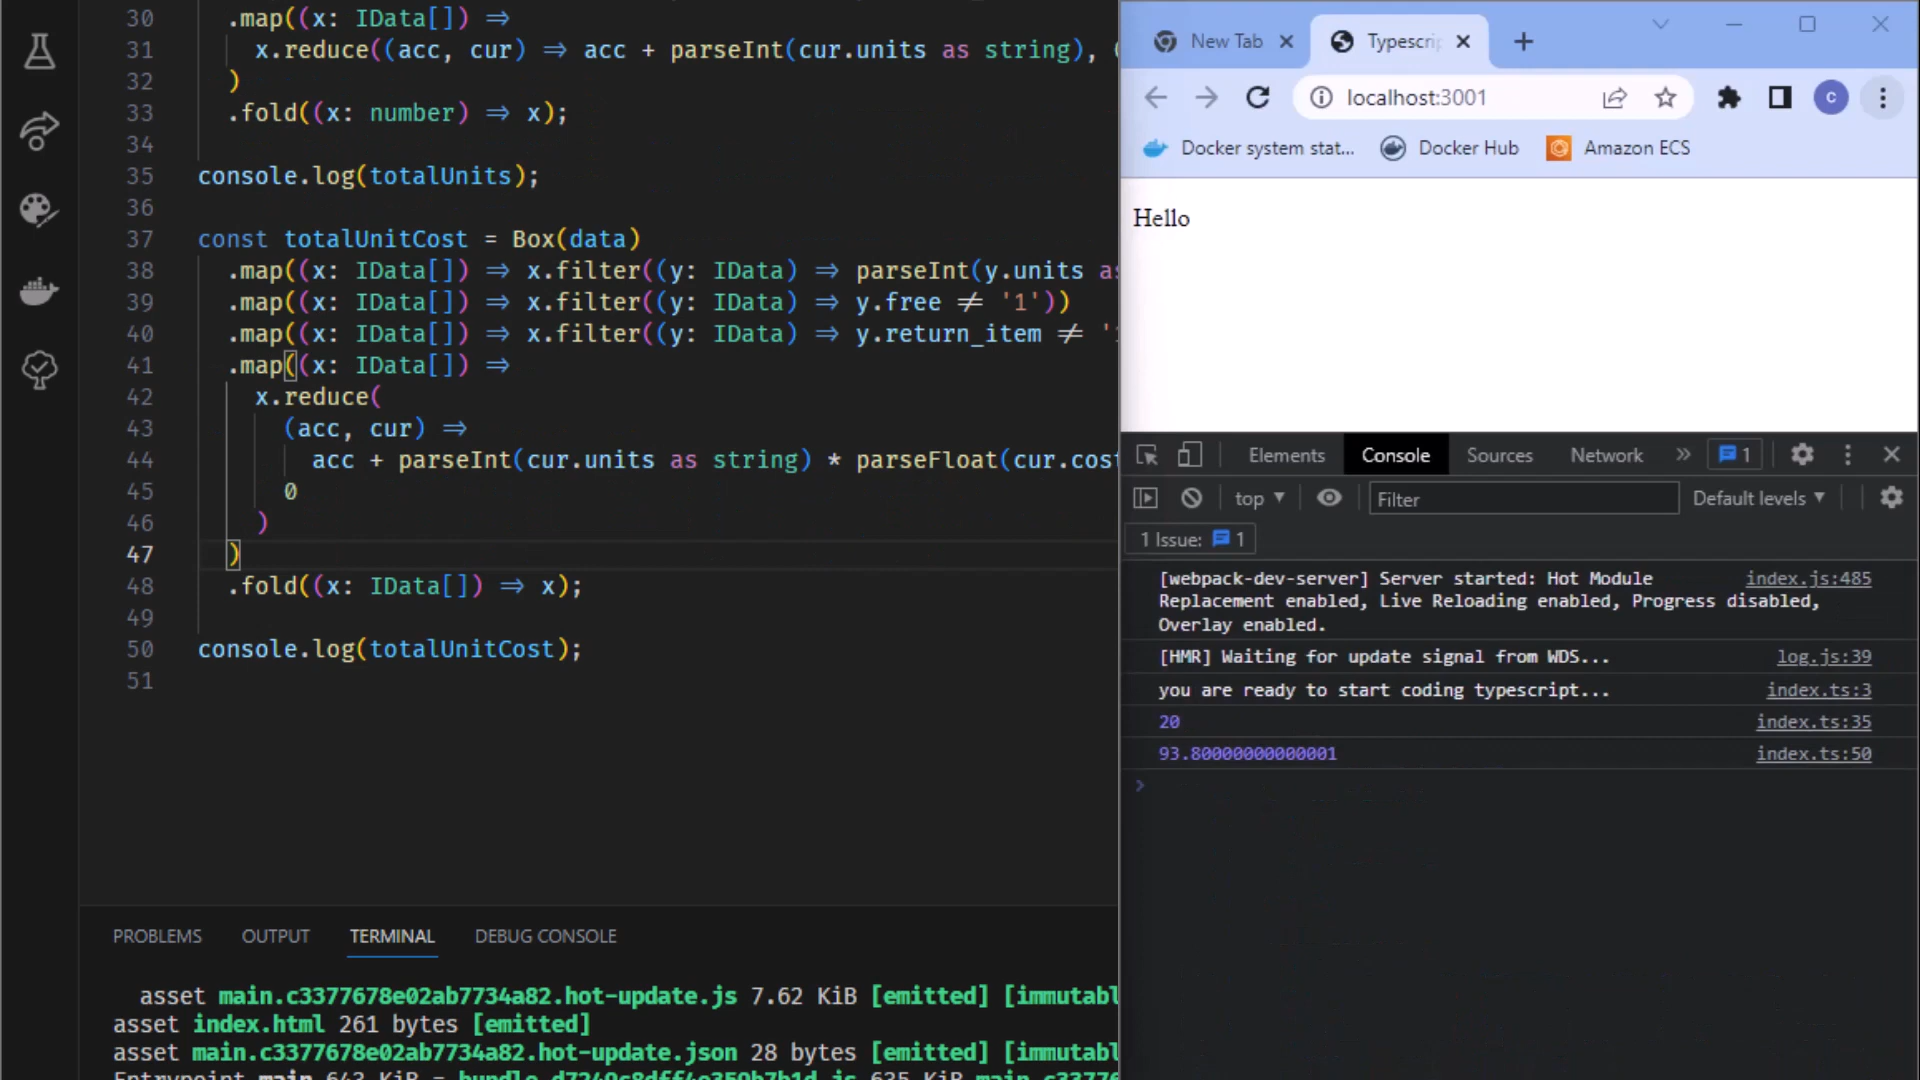 30 .map((x: IData[]) ⇒
31 x.reduce((acc, cur) ⇒ acc + parseInt(cur.units as string),
32 )
33 .fold((x: number) ⇒ x);
34
35 console.log(totalUnits);
36
37 const totalUnitCost = Box(data)
38 .map((x: IData[]) ⇒ x.filter((y: IData) ⇒ parseInt(y.units as
39 .map((x: IData[]) ⇒ x.filter((y: IData) ⇒ y.free ≠ '1'))
40 .map((x: IData[]) ⇒ x.filter((y: IData) ⇒ y.return_item ≠ '
41 .map((x: IData[]) ⇒
42 x.reduce(
43 (acc, cur) ⇒
44 acc + parseInt(cur.units as string) * parseFloat(cur.cos
45 0
46 )
47 )
48 .fold((x: IData[]) ⇒ x);
49
50 console.log(totalUnitCost);
51
PROBLEMS OUTPUT TERMINAL DEBUG CONSOLE
asset main.c3377678e02ab7734a82.hot-update.js 7.62 KiB [emitted] [immutabl
asset index.html 261 bytes [emitted]
asset main.c3377678e02ab7734a82.hot-update.json 28 bytes [emitted] [immutabl
Entrypoint main 643 KiB =
New Tab Typescri
localhost:3001 C
Docker system stat... Docker Hub Amazon ECS
Hello
Elements Console Sources Network » 1
top Filter Default levels
1 Issue: 1
[webpack-dev-server] Server started: Hot Module index.js:485
Replacement enabled, Live Reloading enabled, Progress disabled,
Overlay enabled.
[HMR] Waiting for update signal from WDS... log.js:39
you are ready to start coding typescript... index.ts:3
20 index.ts:35
93.80000000000001 index.ts:50